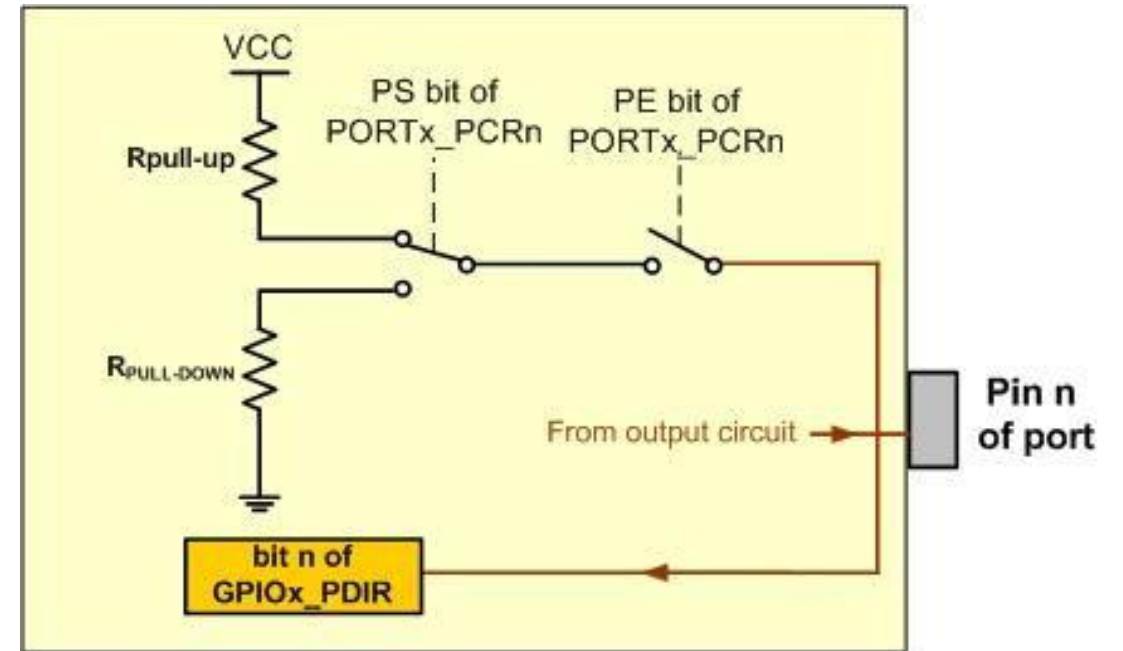 VCC
PS bit of
PORTx_PCRn
PE bit of
PORTx_PCRn
Rpull-up
RPULL-DOWN
From output circuit
Pin n
of port
bit n of
GPIOx_PDIR